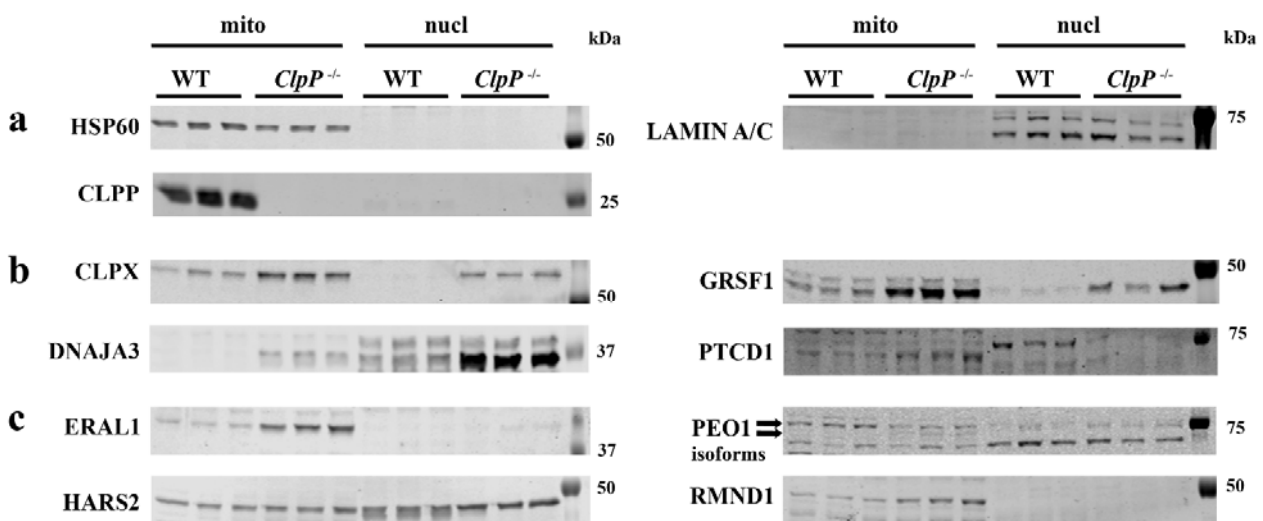 mito nucl kDa
WT ClpP -/- WT ClpP -/-
a HSP60 50
CLPP 25
b CLPX 50
DNAJA3 37
c ERAL1 37
HARS2 50
mito nucl kDa
WT ClpP -/- WT ClpP -/-
LAMIN A/C 75
GRSF1 50
PTCD1 75
PEO1 75
isoforms
RMND1 50